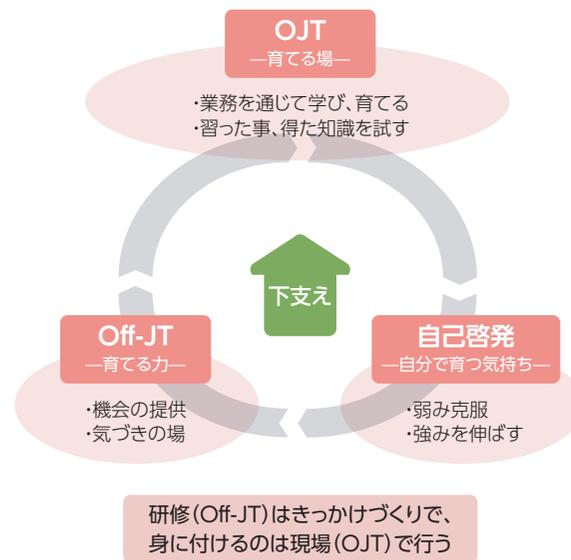 OJT
―育てる場―
・業務を通じて学び、育てる
・習った事、得た知識を試す
下支え
Off-JT
―育てる力―
・機会の提供
・気づきの場
自己啓発
―自分で育つ気持ち―
・弱み克服
・強みを伸ばす
研修（Off-JT）はきっかけづくりで、
身に付けるのは現場（OJT）で行う